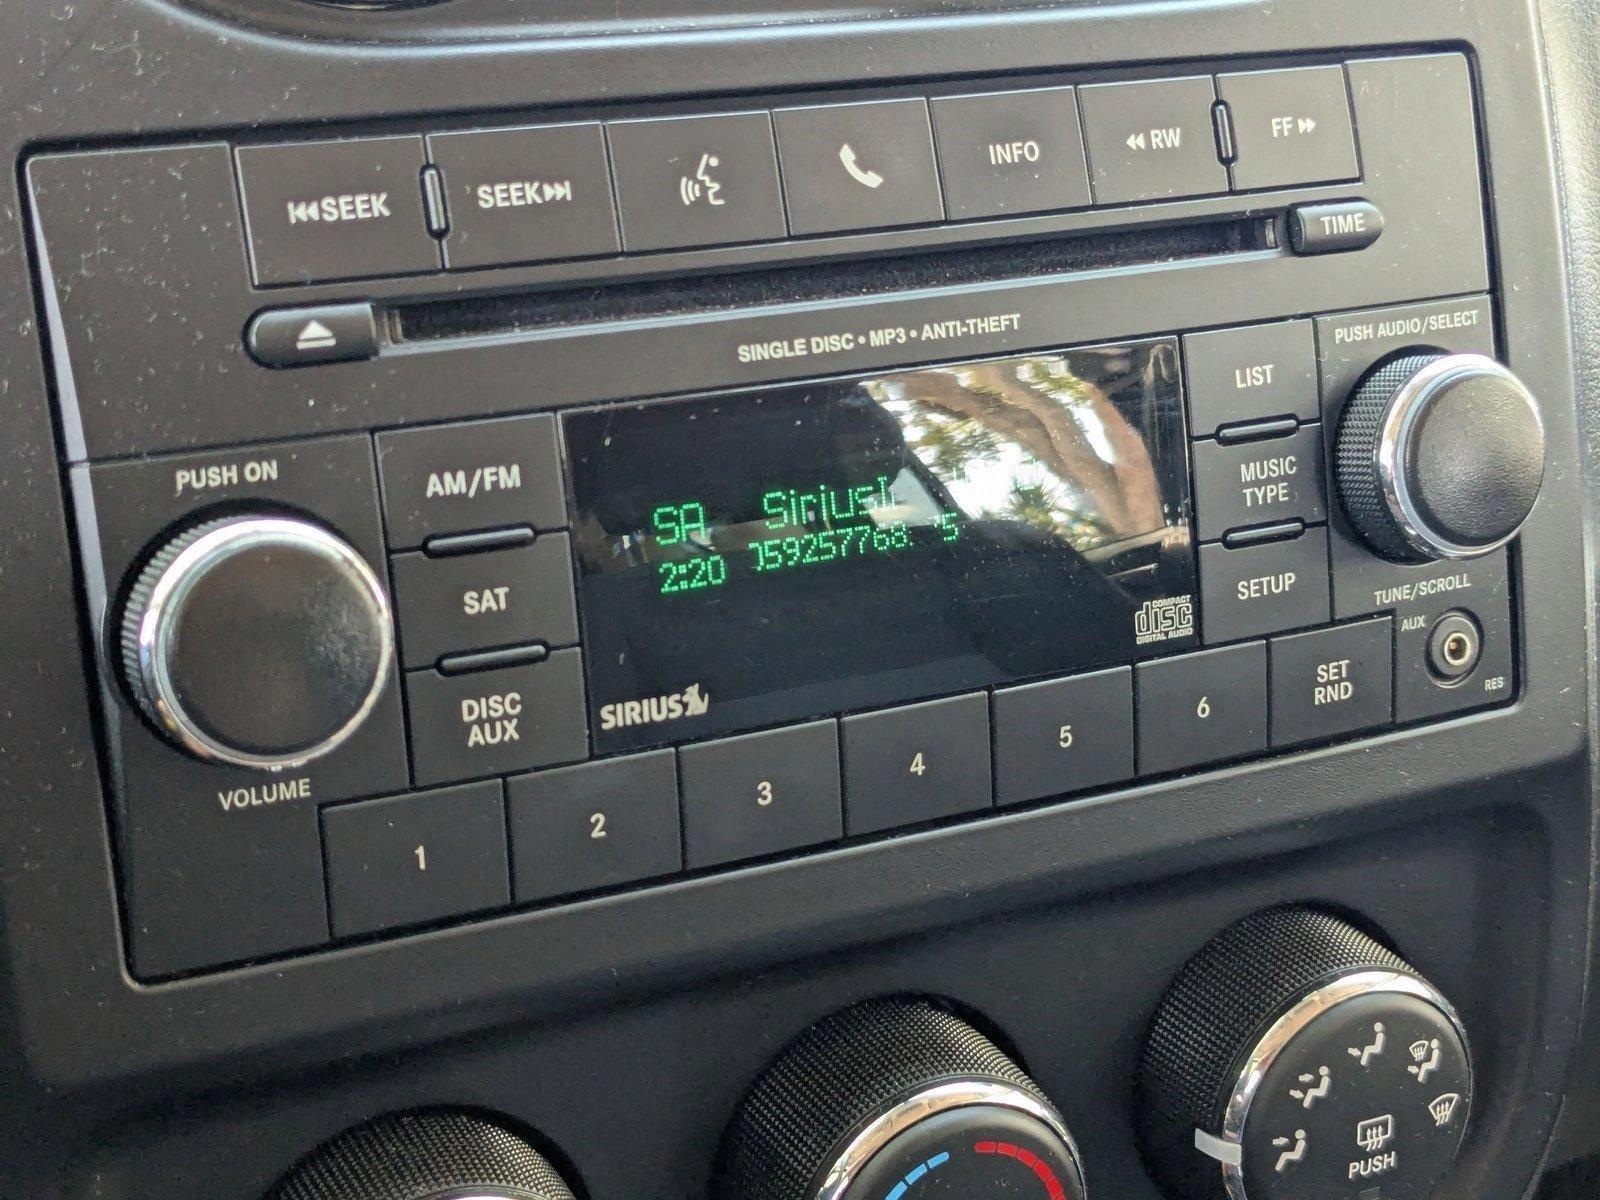 SEEK
SEEK
INFO
RW
FF
TIME
SINGLE DISC • MP3 • ANTI-THEFT
PUSH AUDIO/SELECT
LIST
PUSH ON
AM/FM
MUSIC
TYPE
SA
2:20
SAT
SETUP
TUNE/SCROLL
AUX
COMPACT
disc
DIGITAL AUDIO
RES
DISC
AUX
SIRIUS
SET
RND
VOLUME
1
2
3
4
5
6
PUSH